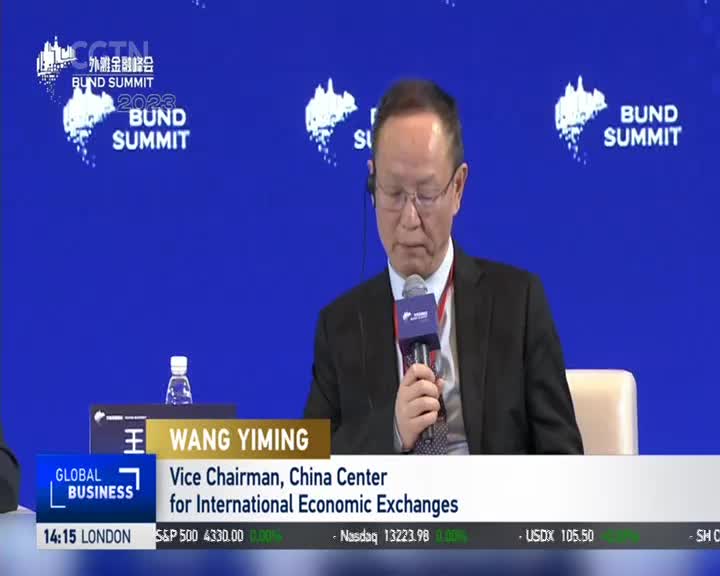 CGTN
外滩金融峰会
BUND SUMMIT
2023
BUND
SUMMIT
BUND
SUMMIT
王
WANG YIMING
Vice Chairman, China Center
for International Economic Exchanges
GLOBAL
BUSINESS
14:15 LONDON
S&P 500 4330.00 0.00% · Nasdaq 13223.98 0.00% · USDX 105.50 · SH